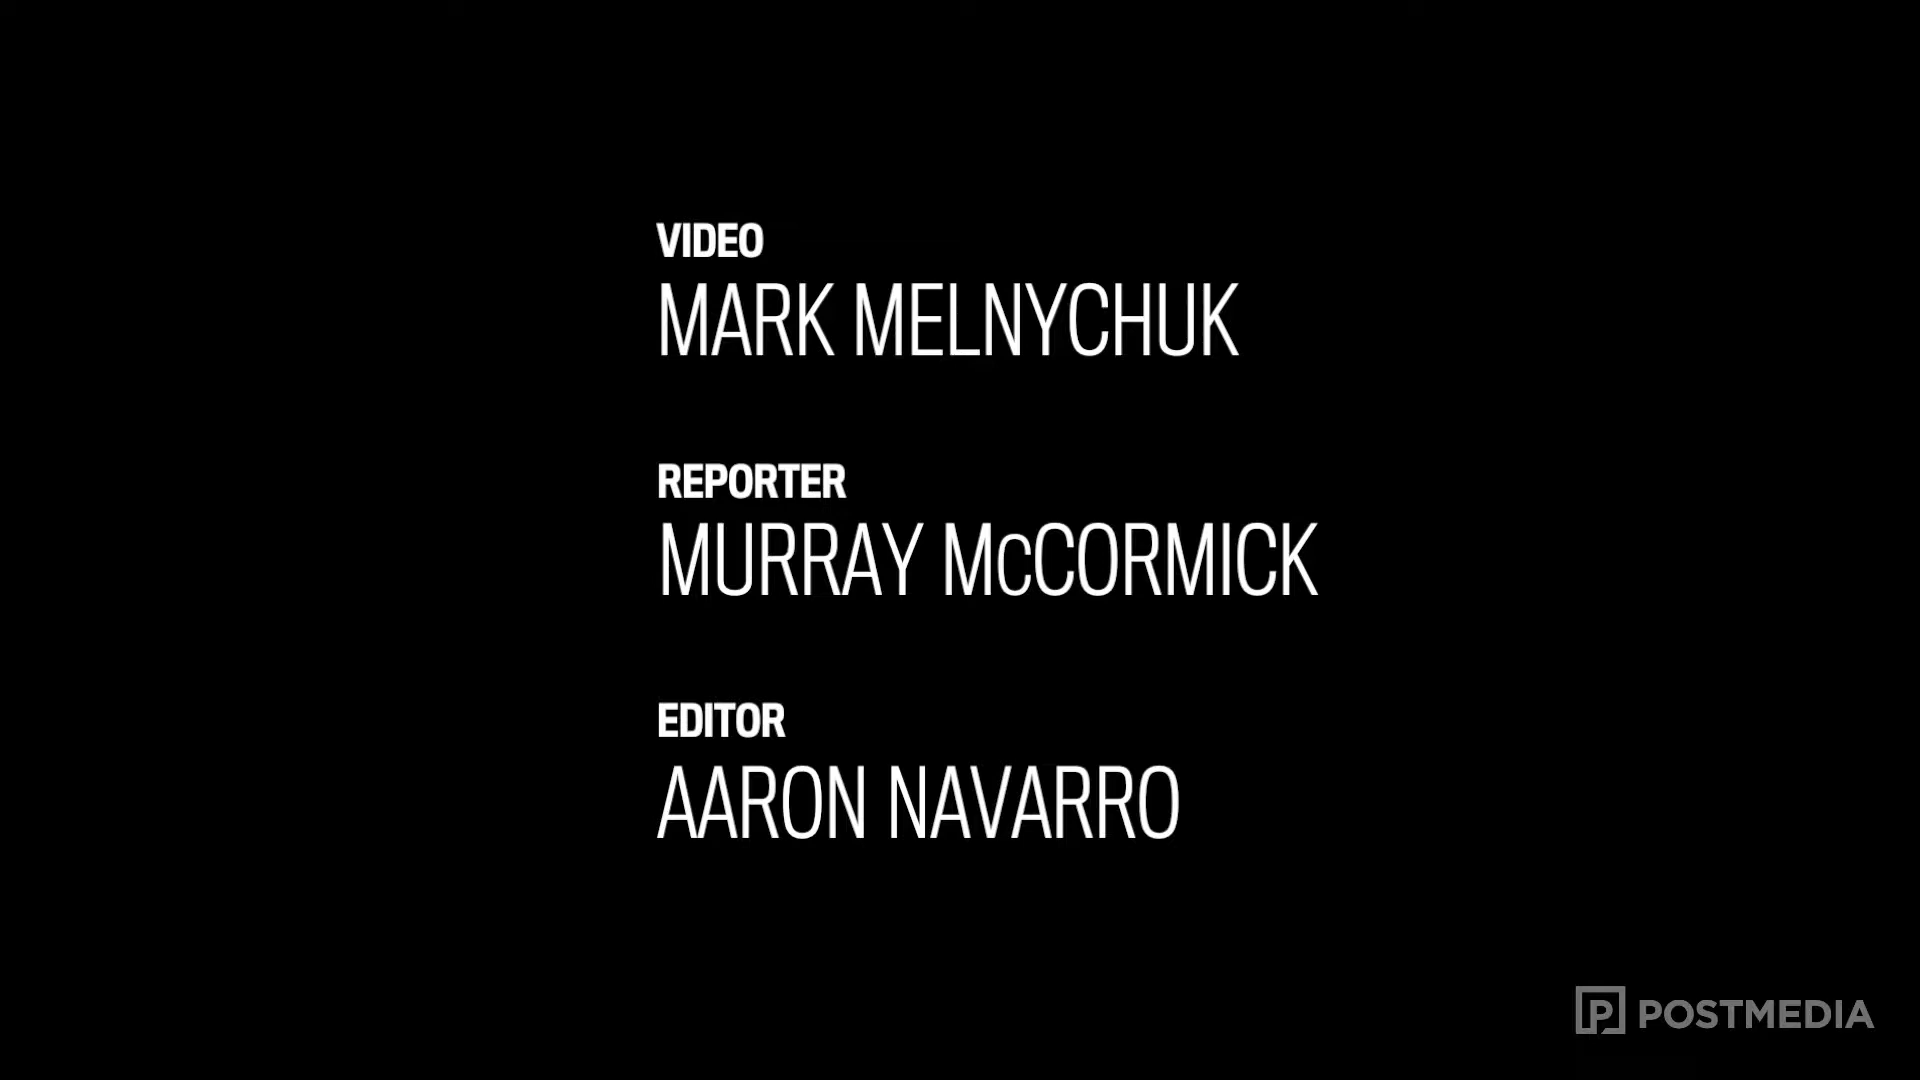 VIDEO
MARK MELNYCHUK
REPORTER
MURRAY McCORMICK
EDITOR
AARON NAVARRO
P POSTMEDIA